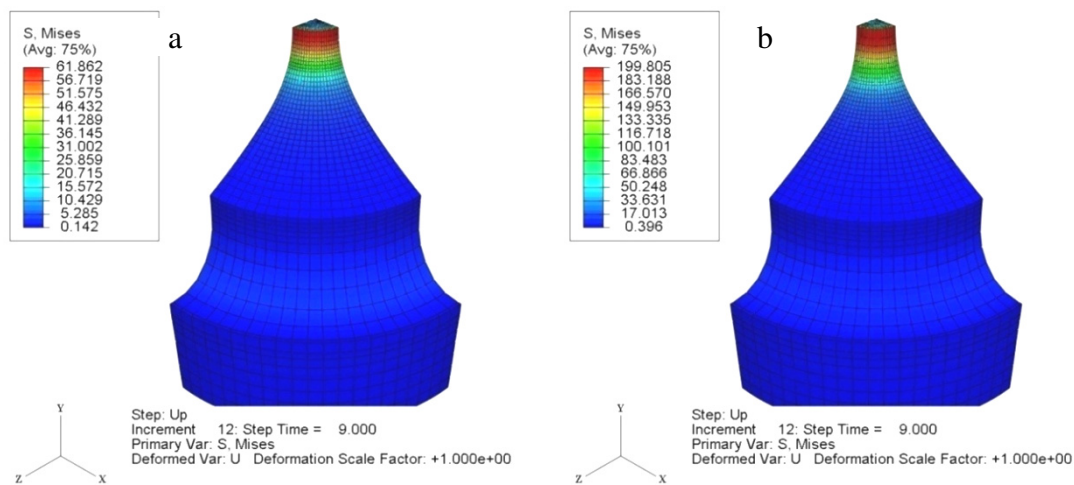 S, Mises
(Avg: 75%)
61.862
56.719
51.575
46.432
41.289
36.145
31.002
25.859
20.715
15.572
10.429
5.285
0.142
a
Y
Z
X
Step: Up
Increment 12: Step Time = 9.000
Primary Var: S, Mises
Deformed Var: U Deformation Scale Factor: +1.000e+00
S, Mises
(Avg: 75%)
199.805
183.188
166.570
149.953
133.335
116.718
100.101
83.483
66.866
50.248
33.631
17.013
0.396
b
Y
Z
X
Step: Up
Increment 12: Step Time = 9.000
Primary Var: S, Mises
Deformed Var: U Deformation Scale Factor: +1.000e+00